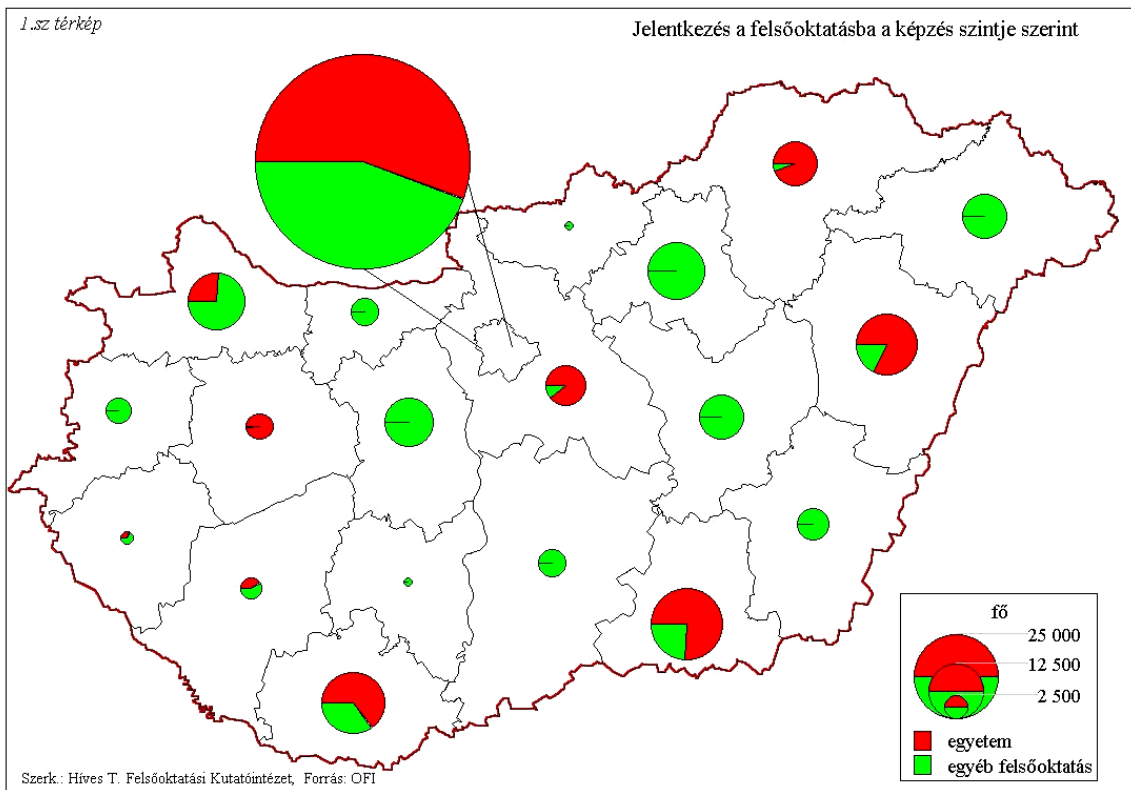 1.sz térkép
Jelentkezés a felsőoktatásba a képzés szintje szerint
fő
25 000
12 500
2 500
egyetem
egyéb felsőoktatás
Szerk.: Híves T. Felsőoktatási Kutatóintézet, Forrás: OFI